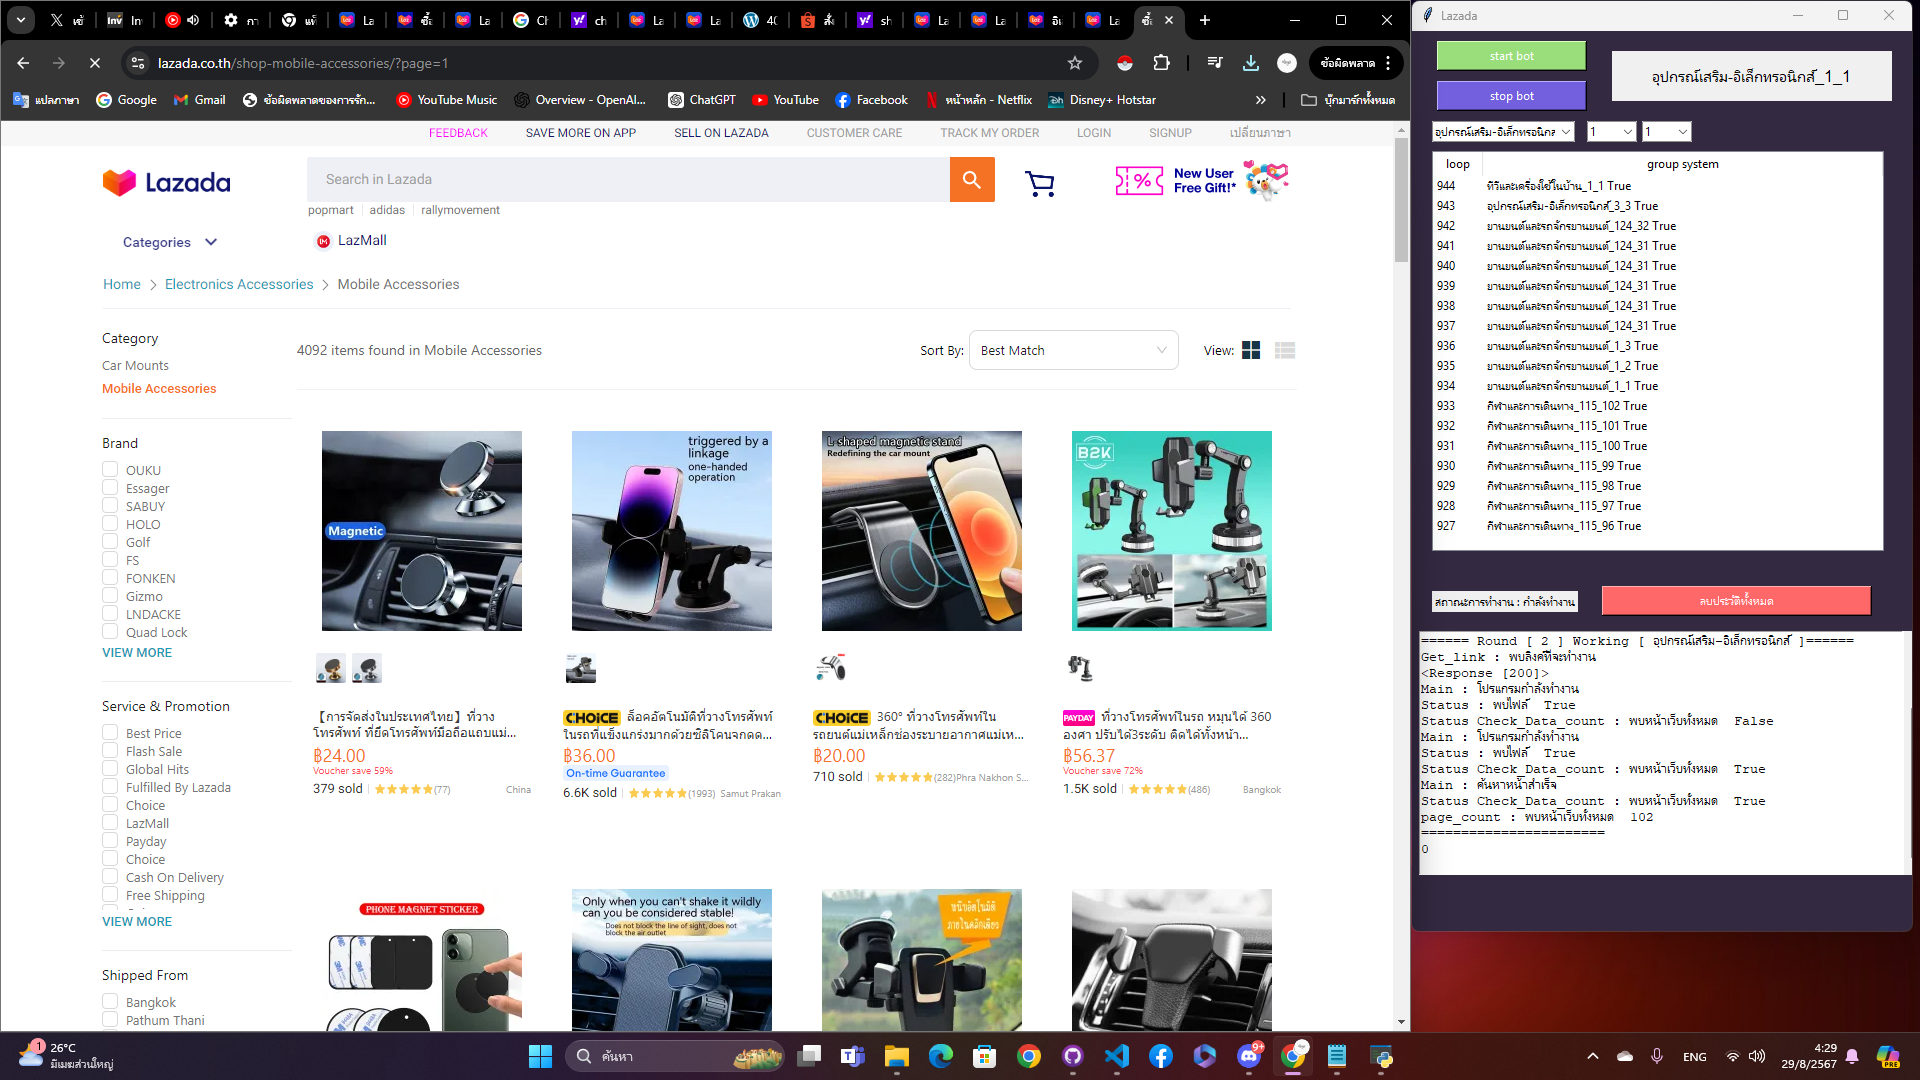 lazada.co.th/shop-mobile-accessories/?page=1
ข้อผิดพลาด
แปลภาษา
Google
Gmail
ข้อผิดพลาดของการรัก...
YouTube Music
Overview - OpenAI...
ChatGPT
YouTube
Facebook
หน้าหลัก - Netflix
Disney+ Hotstar
»
บุ๊กมาร์กทั้งหมด
FEEDBACK
SAVE MORE ON APP
SELL ON LAZADA
CUSTOMER CARE
TRACK MY ORDER
LOGIN
SIGNUP
เปลี่ยนภาษา
Lazada
Search in Lazada
New User
Free Gift!*
popmart
adidas
rallymovement
Categories
LazMall
Home
Electronics Accessories
Mobile Accessories
Category
Car Mounts
Mobile Accessories
4092 items found in Mobile Accessories
Sort By:
Best Match
View:
Brand
OUKU
Essager
SABUY
HOLO
Golf
FS
FONKEN
Gizmo
LNDACKE
Quad Lock
VIEW MORE
Service & Promotion
Best Price
Flash Sale
Global Hits
Fulfilled By Lazada
Choice
LazMall
Payday
Choice
Cash On Delivery
Free Shipping
VIEW MORE
Shipped From
Bangkok
Pathum Thani
Magnetic
【การจัดส่งในประเทศไทย】ที่วาง
โทรศัพท์ ที่ยึดโทรศัพท์มือถือแถบแม่...
฿24.00
Voucher save 59%
379 sold
(77)
China
triggered by a
linkage
one-handed
operation
CHOICE ล็อคอัตโนมัติที่วางโทรศัพท์
ในรถที่แข็งแกร่งมากด้วยซิลิโคนจกดด...
฿36.00
On-time Guarantee
6.6K sold
(1993)
Samut Prakan
L-shaped magnetic stand
Redefining the car mount
CHOICE 360° ที่วางโทรศัพท์ใน
รถยนต์แม่เหล็กช่องระบายอากาศแม่เห...
฿20.00
710 sold
(282)
Phra Nakhon S...
B2K
PAYDAY ที่วางโทรศัพท์ในรถ หมุนได้ 360
องศา ปรับได้3ระดับ ติดได้ทั้งหน้า...
฿56.37
Voucher save 72%
1.5K sold
(486)
Bangkok
PHONE MAGNET STICKER
Only when you can't shake it wildly
can you be considered stable!
Does not block the line of sight, does not
block the air outlet
หนีบอัตโนมัติ
ภายในคลิกเดียว
Lazada
start bot
stop bot
อุปกรณ์เสริม-อิเล็กทรอนิกส์_1_1
อุปกรณ์เสริม-อิเล็กทรอนิกส
1
1
loop
group system
944 ทีวีและเครื่องใช้ในบ้าน_1_1 True
943 อุปกรณ์เสริม-อิเล็กทรอนิกส์_3_3 True
942 ยานยนต์และรถจักรยานยนต์_124_32 True
941 ยานยนต์และรถจักรยานยนต์_124_31 True
940 ยานยนต์และรถจักรยานยนต์_124_31 True
939 ยานยนต์และรถจักรยานยนต์_124_31 True
938 ยานยนต์และรถจักรยานยนต์_124_31 True
937 ยานยนต์และรถจักรยานยนต์_124_31 True
936 ยานยนต์และรถจักรยานยนต์_1_3 True
935 ยานยนต์และรถจักรยานยนต์_1_2 True
934 ยานยนต์และรถจักรยานยนต์_1_1 True
933 กีฬาและการเดินทาง_115_102 True
932 กีฬาและการเดินทาง_115_101 True
931 กีฬาและการเดินทาง_115_100 True
930 กีฬาและการเดินทาง_115_99 True
929 กีฬาและการเดินทาง_115_98 True
928 กีฬาและการเดินทาง_115_97 True
927 กีฬาและการเดินทาง_115_96 True
สถานะการทำงาน : กำลังทำงาน
ลบประวัติทั้งหมด
====== Round [ 2 ] Working [ อุปกรณ์เสริม-อิเล็กทรอนิกส์ ]======
Get_link : พบลิงค์ที่จะทำงาน
<Response [200]>
Main : โปรแกรมกำลังทำงาน
Status : พบไฟล์ True
Status Check_Data_count : พบหน้าเว็บทั้งหมด False
Main : โปรแกรมกำลังทำงาน
Status : พบไฟล์ True
Status Check_Data_count : พบหน้าเว็บทั้งหมด True
Main : ค้นหาหน้าสำเร็จ
Status Check_Data_count : พบหน้าเว็บทั้งหมด True
page_count : พบหน้าเว็บทั้งหมด 102
=======================
0
1
26°C
มีเมฆส่วนใหญ่
ค้นหา
9+
ENG
4:29
29/8/2567